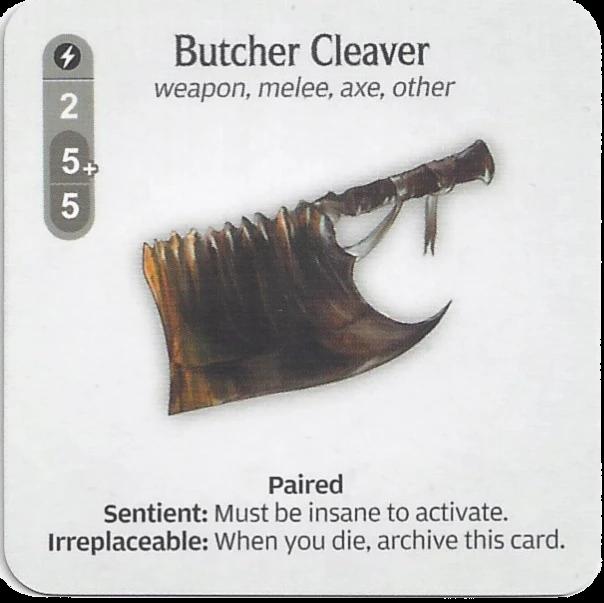 Butcher Cleaver
weapon, melee, axe, other
2
5+
5
Paired
Sentient: Must be insane to activate.
Irreplaceable: When you die, archive this card.